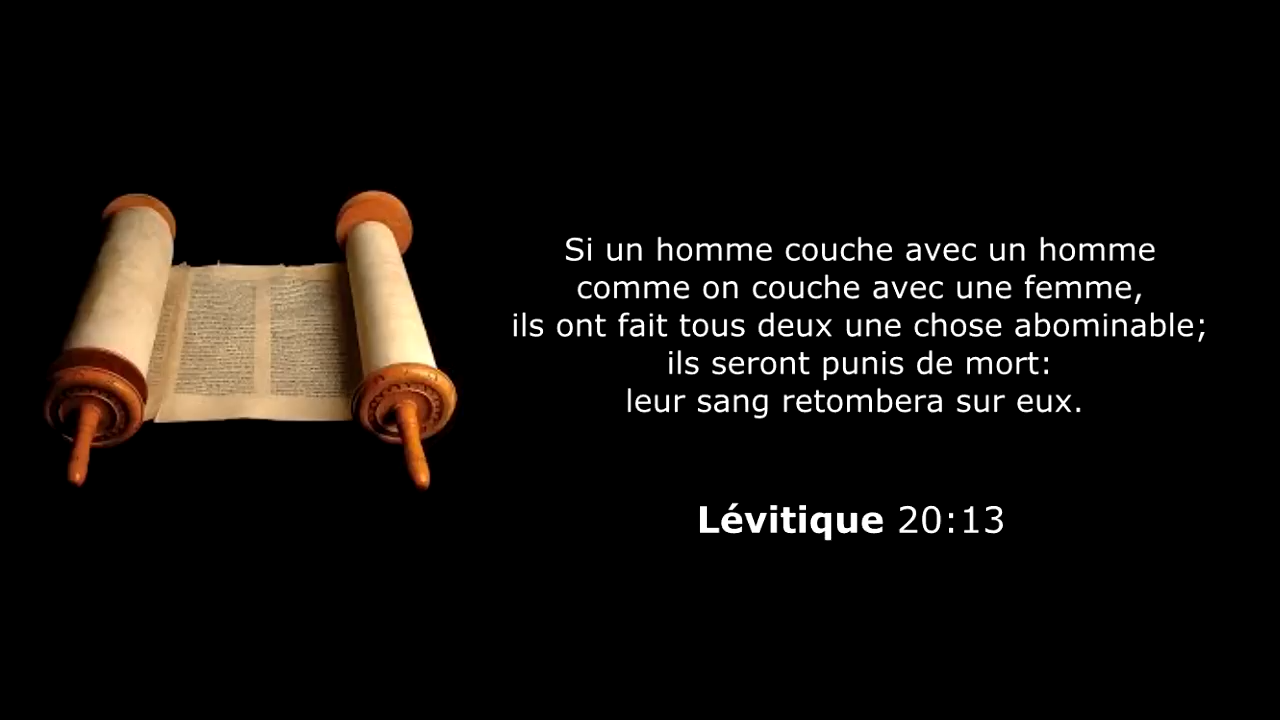 Si un homme couche avec un homme
comme on couche avec une femme,
ils ont fait tous deux une chose abominable;
ils seront punis de mort:
leur sang retombera sur eux.
Lévitique 20:13